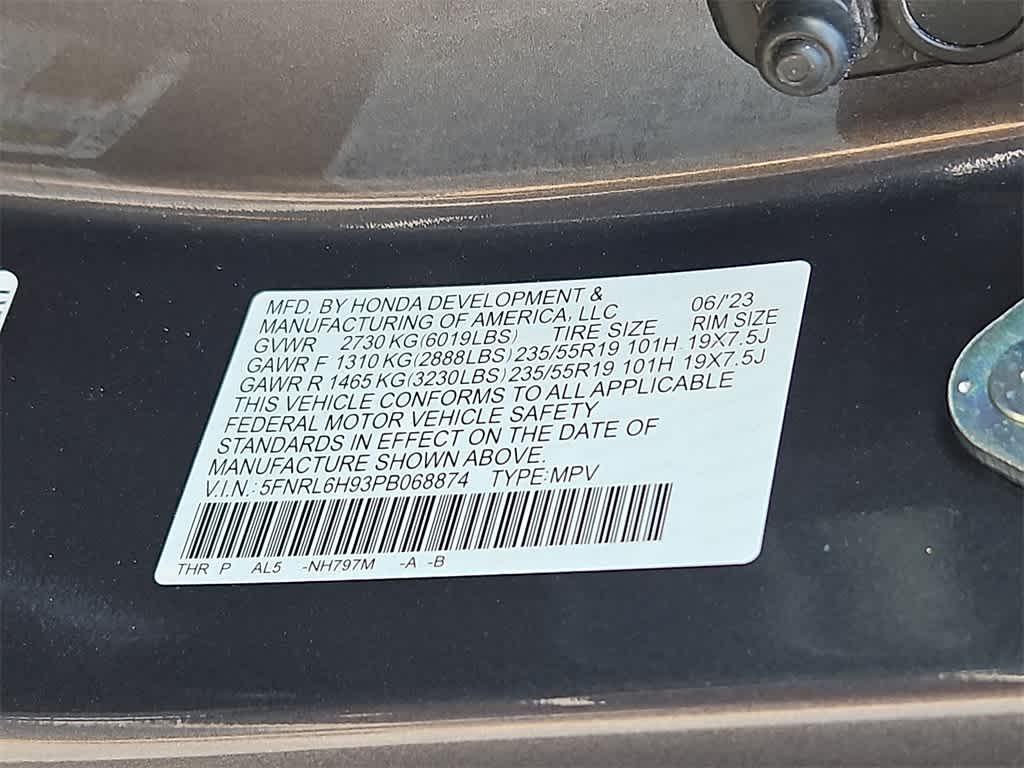 MFD. BY HONDA DEVELOPMENT & 06/'23
MANUFACTURING OF AMERICA, LLC
GVWR 2730 KG(6019LBS) TIRE SIZE RIM SIZE
GAWR F 1310 KG(2888LBS)235/55R19 101H 19X7.5J
GAWR R 1465 KG(3230LBS)235/55R19 101H 19X7.5J
THIS VEHICLE CONFORMS TO ALL APPLICABLE
FEDERAL MOTOR VEHICLE SAFETY
STANDARDS IN EFFECT ON THE DATE OF
MANUFACTURE SHOWN ABOVE.
V.I.N.: 5FNRL6H93PB068874 TYPE:MPV
THR P AL5 -NH797M -A -B